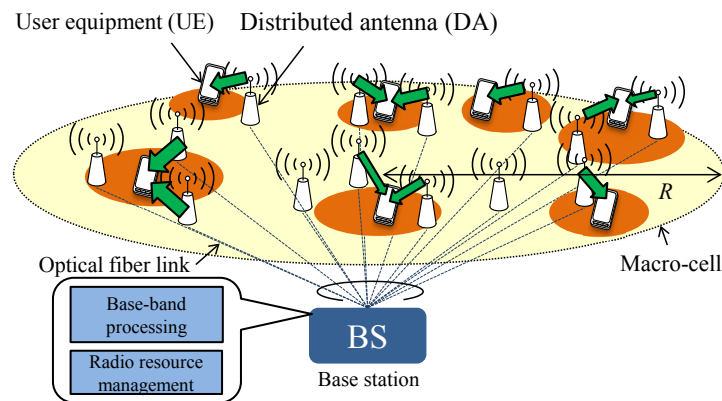 User equipment (UE)
Distributed antenna (DA)
R
Optical fiber link
Macro-cell
Base-band
processing
Radio resource
management
BS
Base station